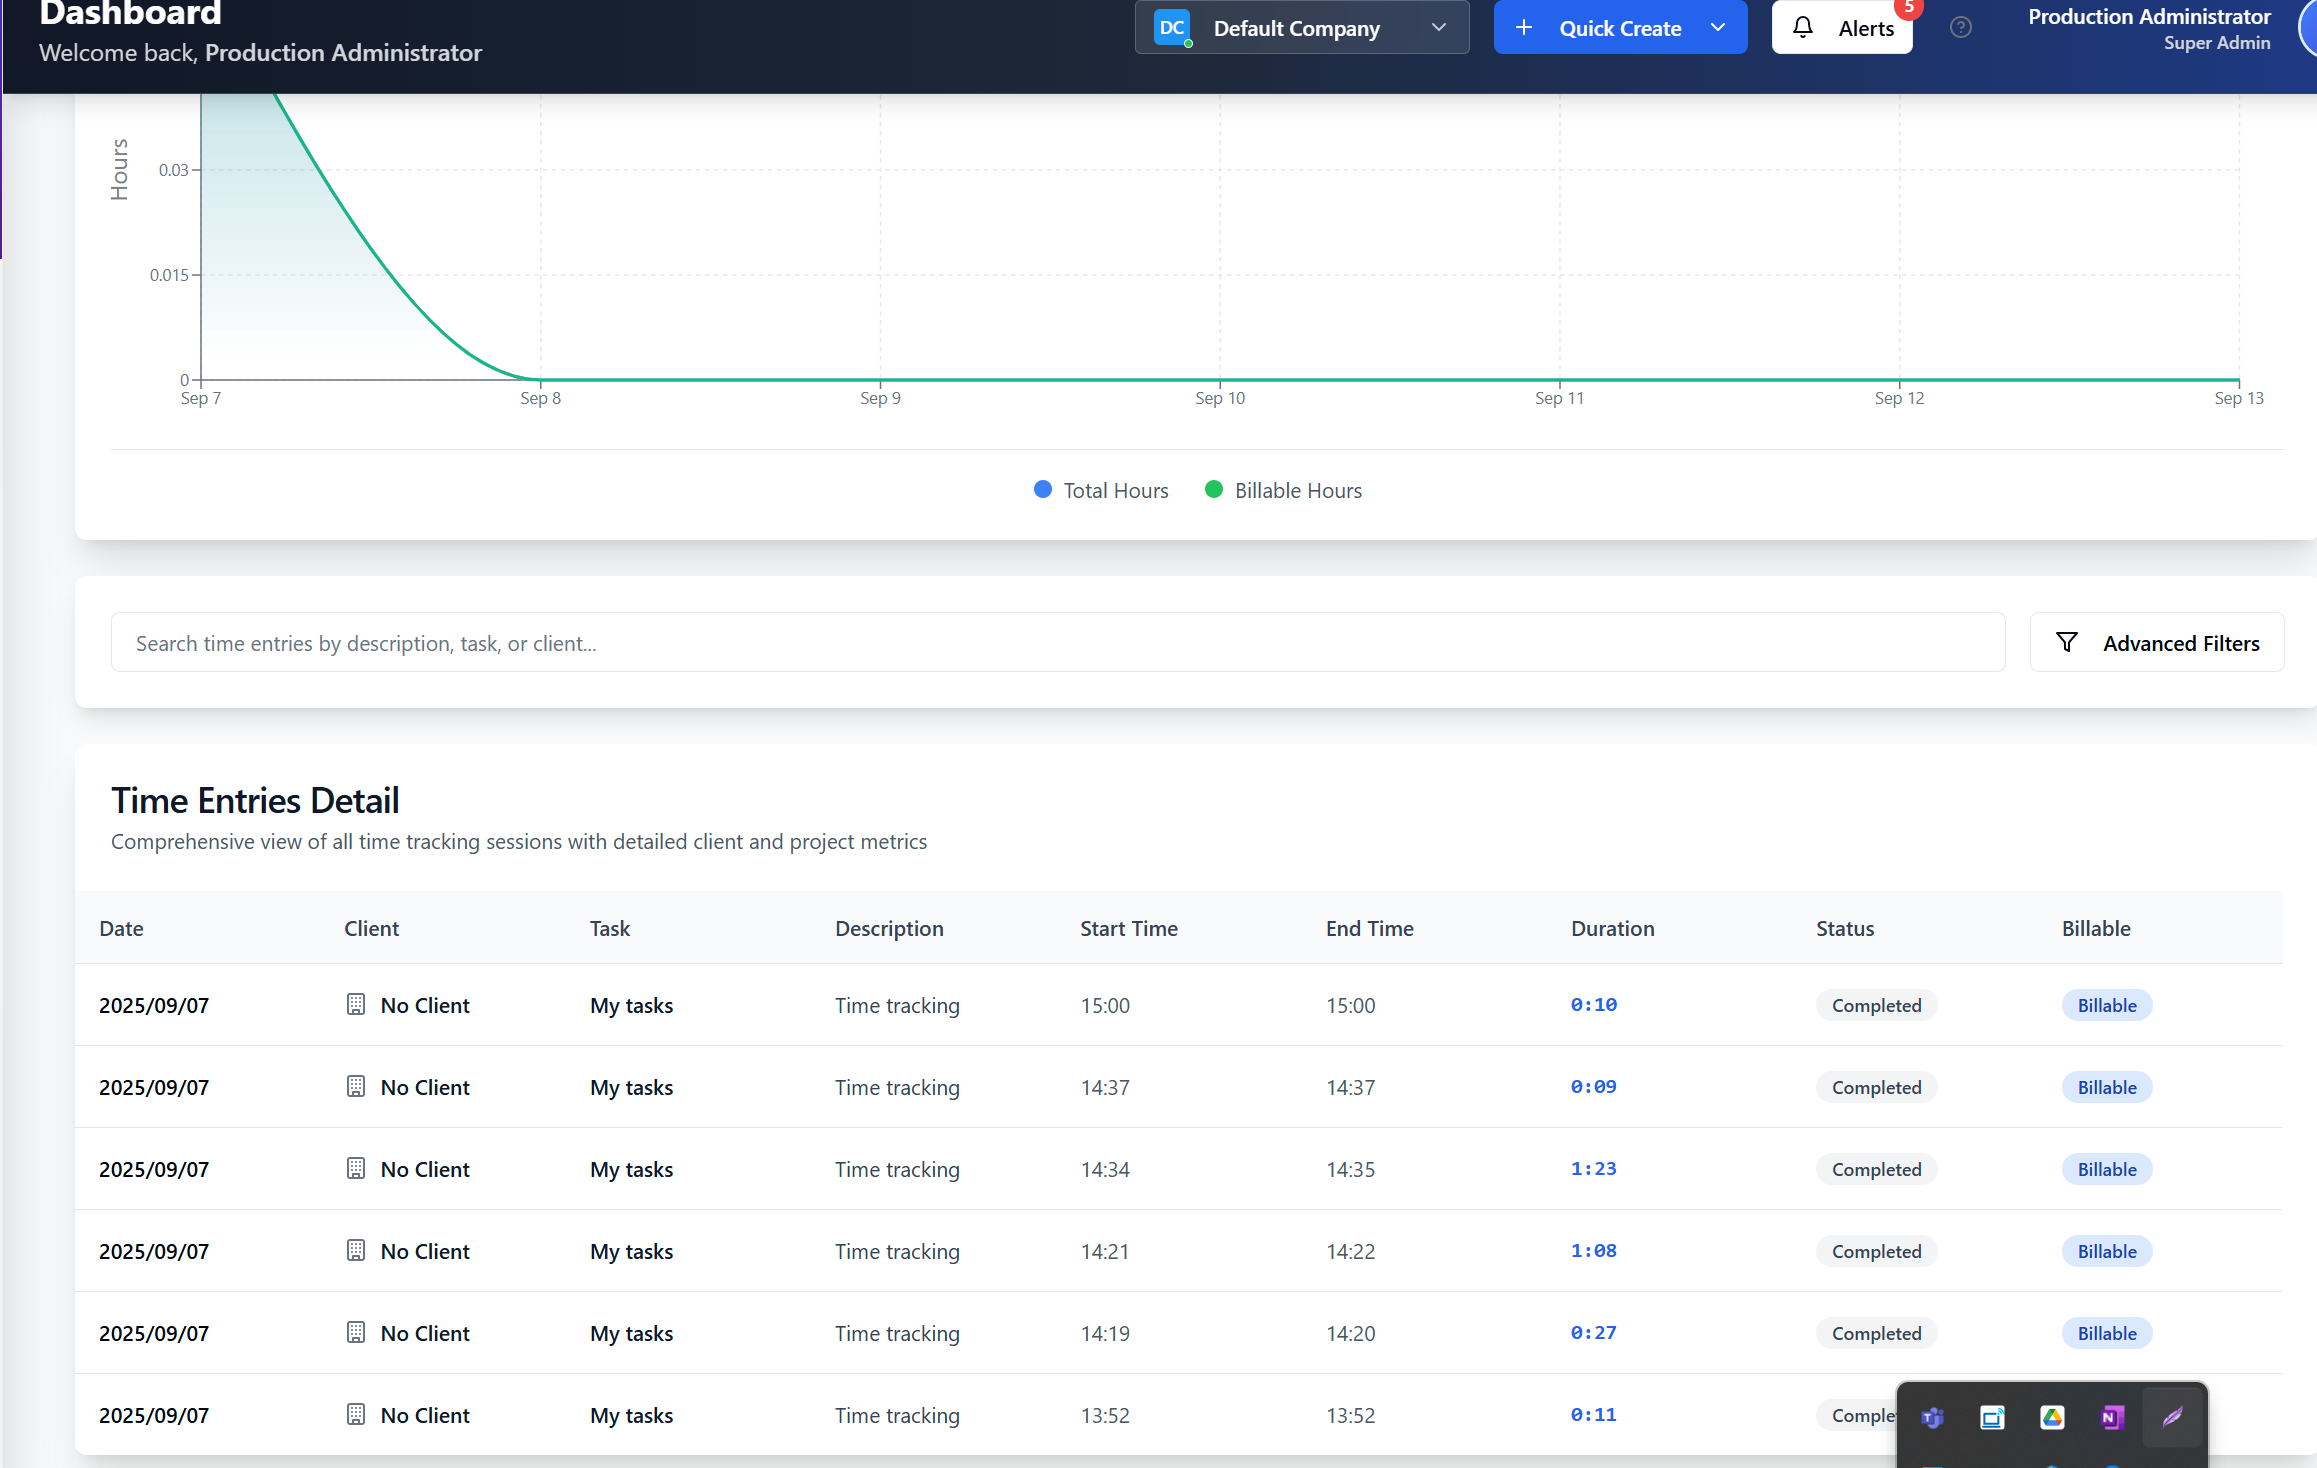 Dashboard
Welcome back, Production Administrator
DC Default Company
Quick Create
Alerts
5
Production Administrator
Super Admin
Hours
0.03
0.015
0
Sep 7 Sep 8 Sep 9 Sep 10 Sep 11 Sep 12 Sep 13
Total Hours Billable Hours
Search time entries by description, task, or client...
Advanced Filters
Time Entries Detail
Comprehensive view of all time tracking sessions with detailed client and project metrics
Date Client Task Description Start Time End Time Duration Status Billable
2025/09/07 No Client My tasks Time tracking 15:00 15:00 0:10 Completed Billable
2025/09/07 No Client My tasks Time tracking 14:37 14:37 0:09 Completed Billable
2025/09/07 No Client My tasks Time tracking 14:34 14:35 1:23 Completed Billable
2025/09/07 No Client My tasks Time tracking 14:21 14:22 1:08 Completed Billable
2025/09/07 No Client My tasks Time tracking 14:19 14:20 0:27 Completed Billable
2025/09/07 No Client My tasks Time tracking 13:52 13:52 0:11 Comple